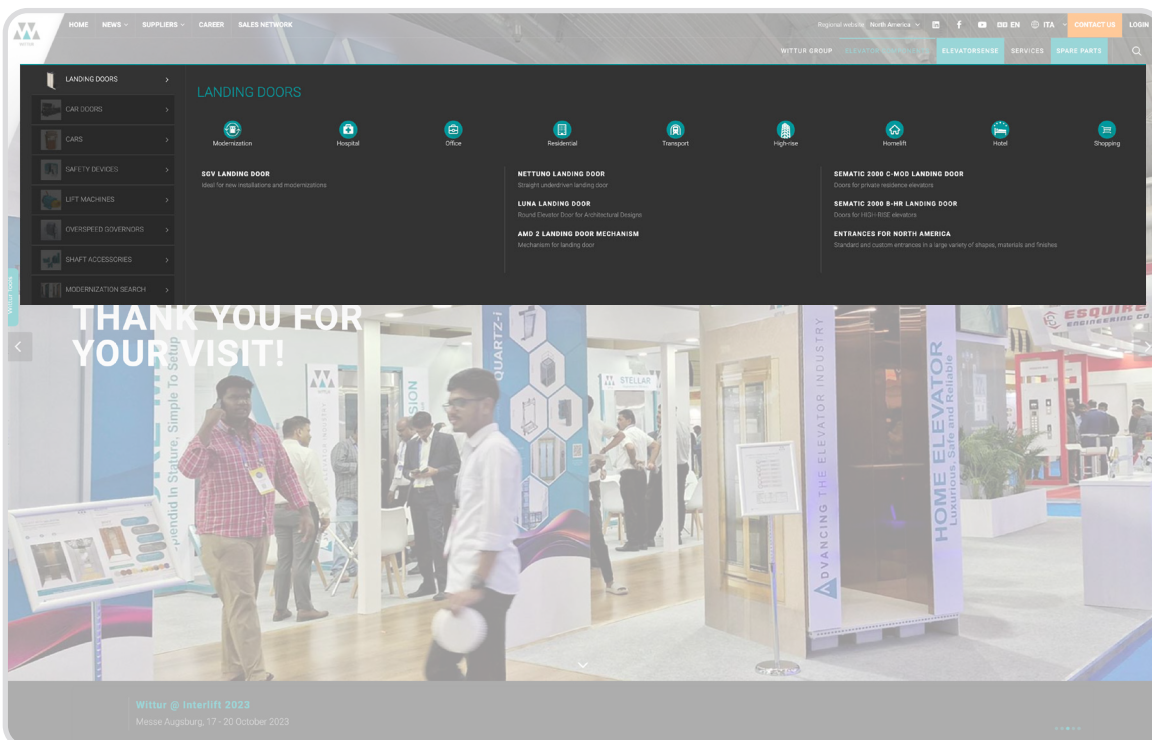 WITTUR
HOME
NEWS
SUPPLIERS
CAREER
SALES NETWORK
Regional website
North America
EN
ITA
CONTACT US
LOGIN
WITTUR GROUP
ELEVATORSENSE
SERVICES
SPARE PARTS
LANDING DOORS
CAR DOORS
CARS
SAFETY DEVICES
LIFT MACHINES
OVERSPEED GOVERNORS
SHAFT ACCESSORIES
MODERNIZATION SEARCH
LANDING DOORS
Modernization
Hospital
Office
Residential
Transport
High-rise
Homelift
Hotel
Shopping
SGV LANDING DOOR
Ideal for new installations and modernizations
NETTUNO LANDING DOOR
Straight underdriven landing door
LUNA LANDING DOOR
Round Elevator Door for Architectural Designs
AMD 2 LANDING DOOR MECHANISM
Mechanism for landing door
SEMATIC 2000 C-MOD LANDING DOOR
Doors for private residence elevators
SEMATIC 2000 B-HR LANDING DOOR
Doors for HIGH-RISE elevators
ENTRANCES FOR NORTH AMERICA
Standard and custom entrances in a large variety of shapes, materials and finishes
THANK YOU FOR
YOUR VISIT!
Splendid In Stature, Simple To Setup
QUARTZ-i
STELLAR
ADVANCING THE ELEVATOR INDUSTRY
HOME ELEVATOR
Luxurious, Safe and Reliable
ESQUIRE
ENGINEERING CO
Wittur @ Interlift 2023
Messe Augsburg, 17 - 20 October 2023